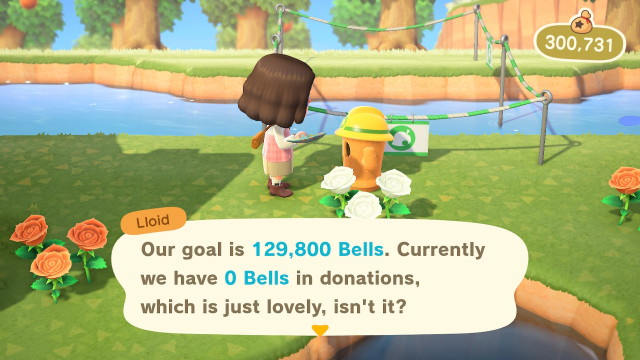 300,731
Lloid
Our goal is 129,800 Bells. Currently
we have 0 Bells in donations,
which is just lovely, isn't it?